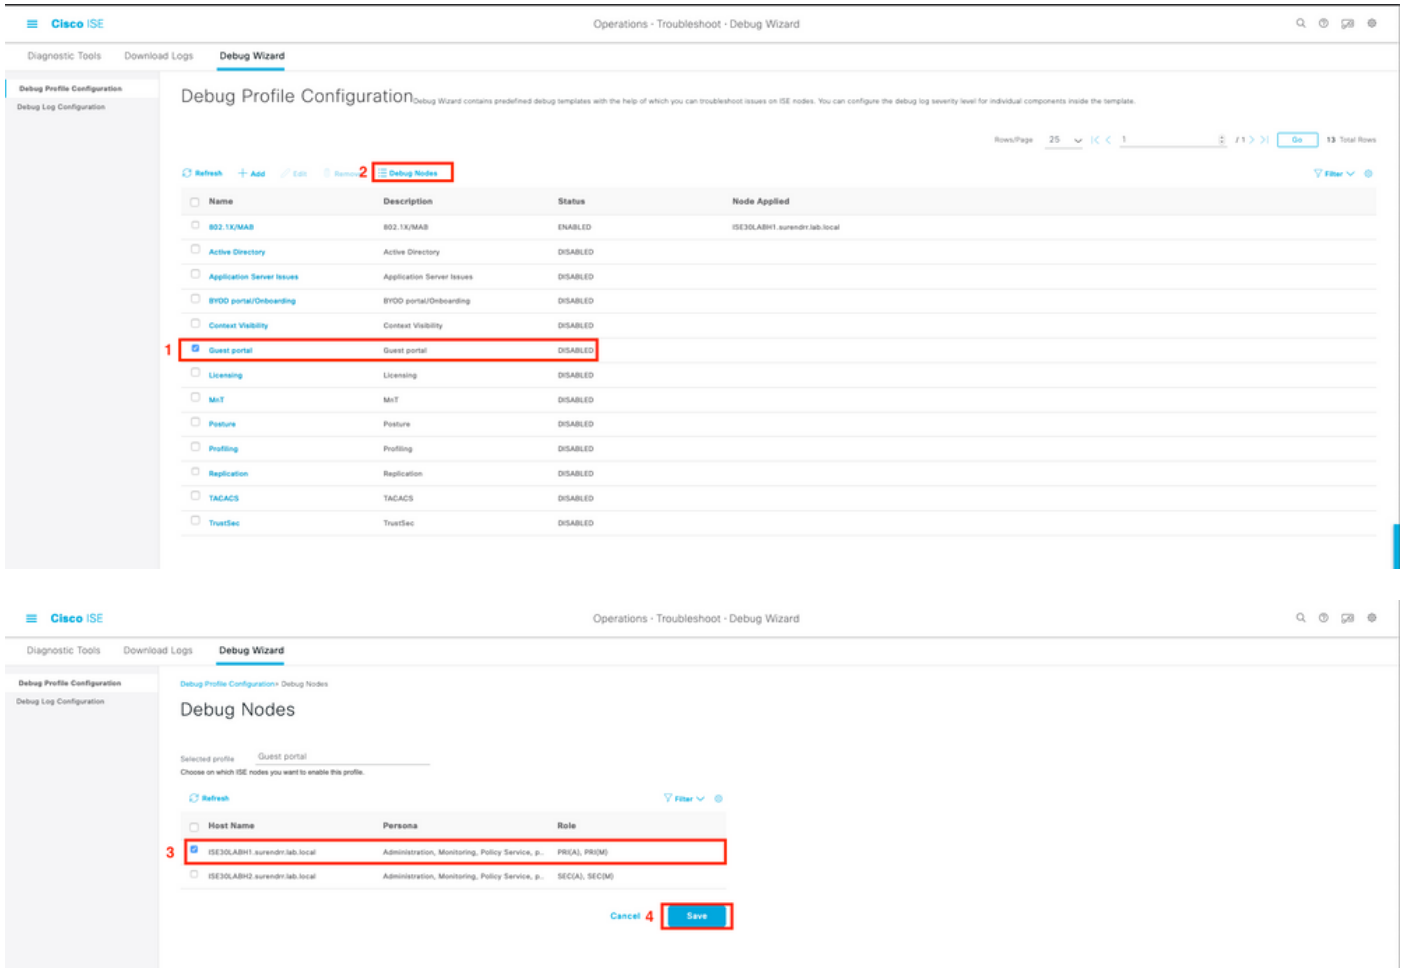 Cisco ISE
Operations · Troubleshoot · Debug Wizard
Diagnostic Tools Download Logs Debug Wizard
Debug Profile Configuration
Debug Log Configuration
Debug Profile Configuration Debug Wizard contains predefined debug templates with the help of which you can troubleshoot issues on ISE nodes. You can configure the debug log severity level for individual components inside the template.
Rows/Page 25 |< < 1 / 1 > >| Go 13 Total Rows
Refresh Add Edit 2 Debug Nodes Filter
Name Description Status Node Applied
802.1X/MAB 802.1X/MAB ENABLED ISE30LABH1.surendrr.lab.local
Active Directory Active Directory DISABLED
Application Server Issues Application Server Issues DISABLED
BYOD portal/Onboarding BYOD portal/Onboarding DISABLED
Context Visibility Context Visibility DISABLED
1 Guest portal Guest portal DISABLED
Licensing Licensing DISABLED
MnT MnT DISABLED
Posture Posture DISABLED
Profiling Profiling DISABLED
Replication Replication DISABLED
TACACS TACACS DISABLED
TrustSec TrustSec DISABLED
Cisco ISE
Operations · Troubleshoot · Debug Wizard
Diagnostic Tools Download Logs Debug Wizard
Debug Profile Configuration
Debug Log Configuration
Debug Profile Configuration> Debug Nodes
Debug Nodes
Selected profile Guest portal
Choose on which ISE nodes you want to enable this profile.
Refresh Filter
Host Name Persona Role
3 ISE30LABH1.surendrr.lab.local Administration, Monitoring, Policy Service, p.. PRI(A), PRI(M)
ISE30LABH2.surendrr.lab.local Administration, Monitoring, Policy Service, p.. SEC(A), SEC(M)
Cancel 4 Save